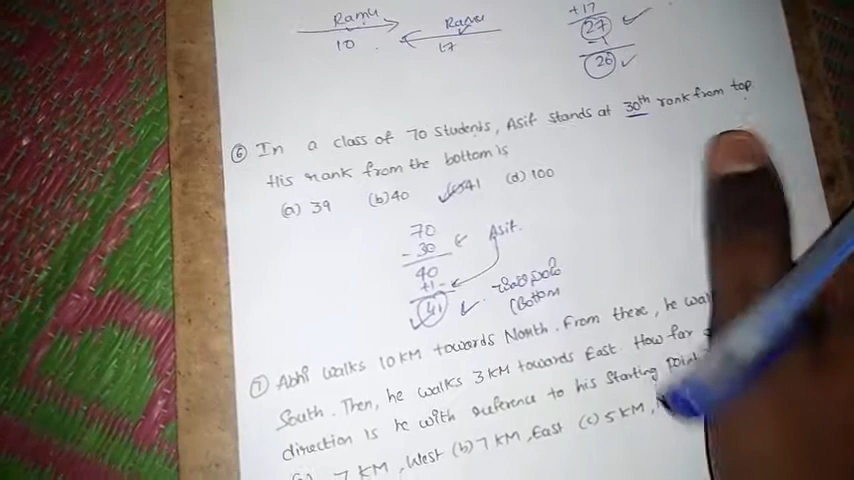 Ramu
10
Ramu
17
+17
27
-1
26
6 In a class of 70 students, Asif stands at 30th rank from top
His rank from the bottom is
(a) 39 (b) 40 (c) 41 (d) 100
70
- 30
Asif
40
+1
41
(Bottom
7 Abhi walks 10 KM towards North. From there, he wal
South. Then, he walks 3 KM towards East. How far
direction is he with reference to his starting point
7 KM, West (b) 7 KM, East (c) 5 KM,